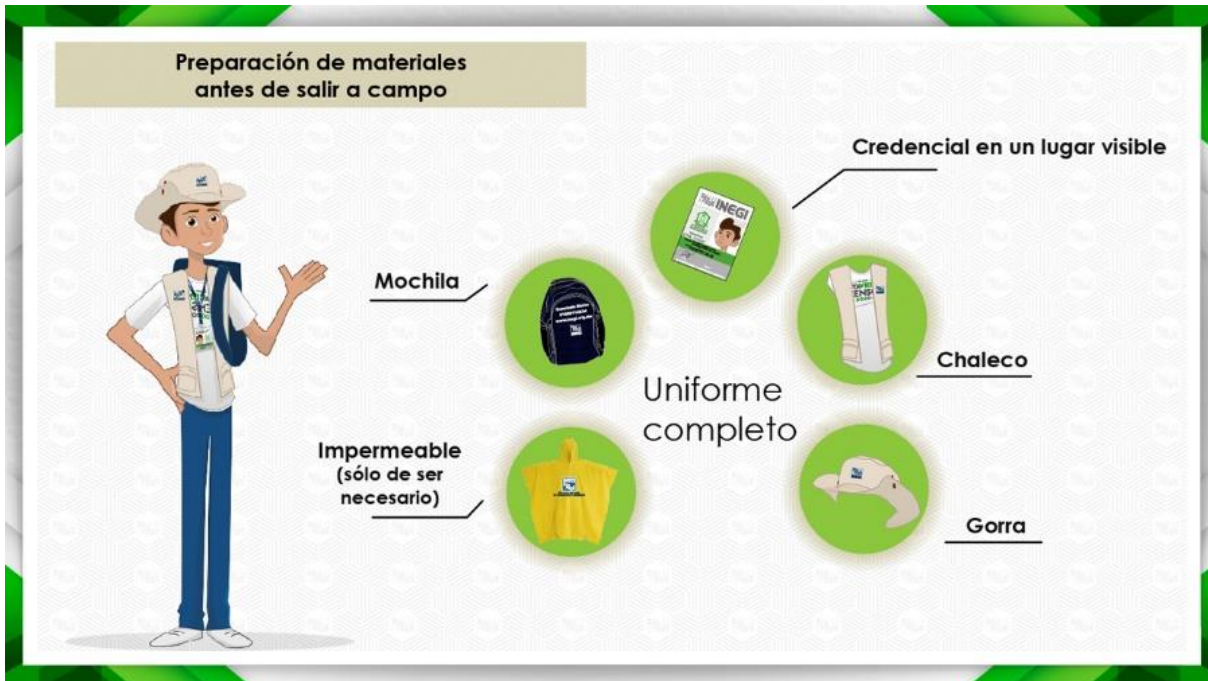 Preparación de materiales
antes de salir a campo
Credencial en un lugar visible
INEGI
Mochila
Chaleco
Uniforme
completo
Impermeable
(sólo de ser
necesario)
Gorra